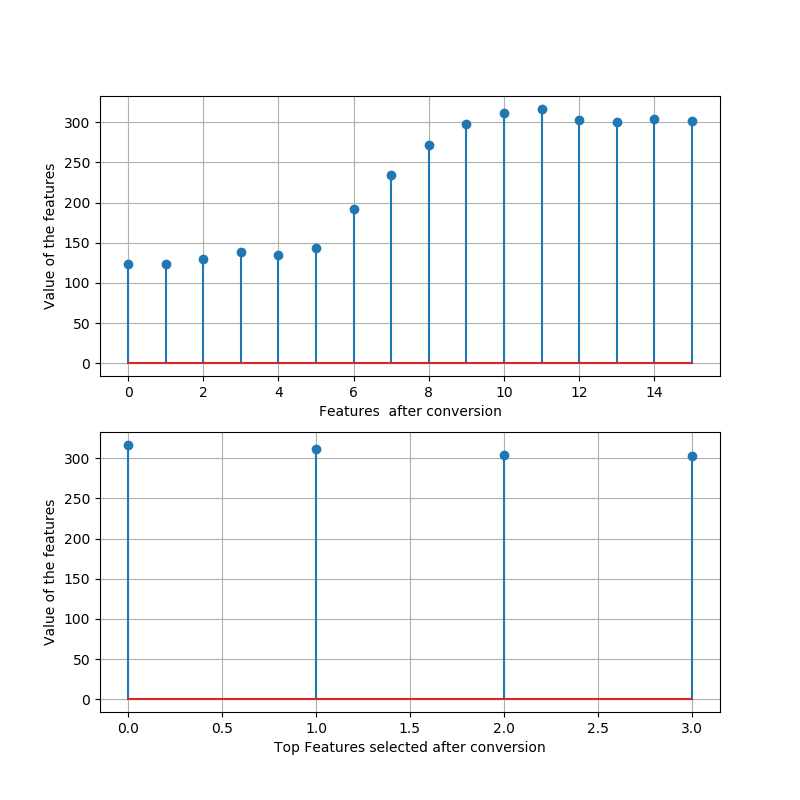 300
250
200
150
100
50
0
Value of the features
0 2 4 6 8 10 12 14
Features  after conversion
300
250
200
150
100
50
0
Value of the features
0.0 0.5 1.0 1.5 2.0 2.5 3.0
Top Features selected after conversion